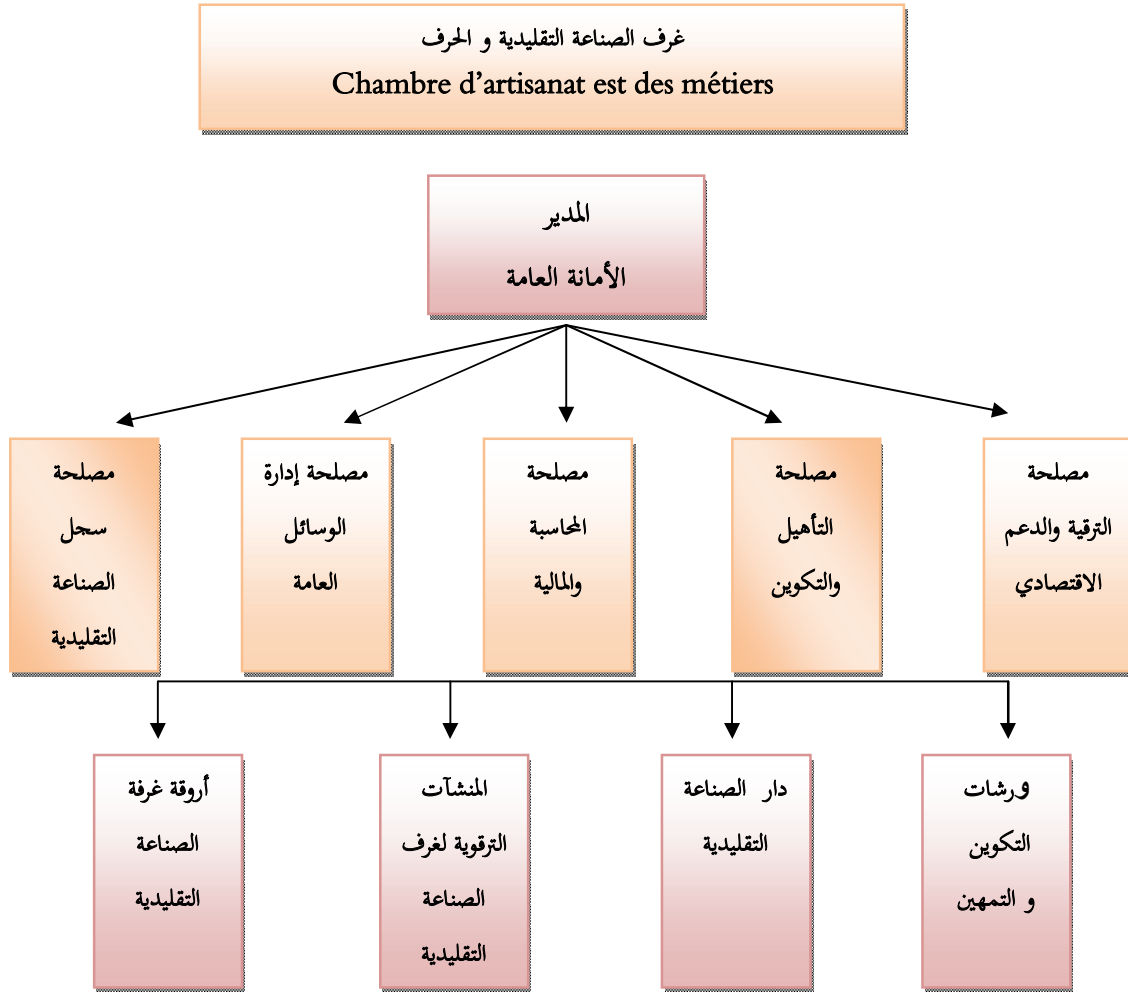 غرف الصناعة التقليدية و الحرف
Chambre d'artisanat est des métiers
المدير
الأمانة العامة
مصلحة
الترقية والدعم
الاقتصادي
مصلحة
التأهيل
والتكوين
مصلحة
المحاسبة
والمالية
مصلحة إدارة
الوسائل
العامة
مصلحة
سجل
الصناعة
التقليدية
ورشات
التكوين
و التمهين
دار الصناعة
التقليدية
المنشآت
الترقوية لغرف
الصناعة
التقليدية
أروقة غرفة
الصناعة
التقليدية